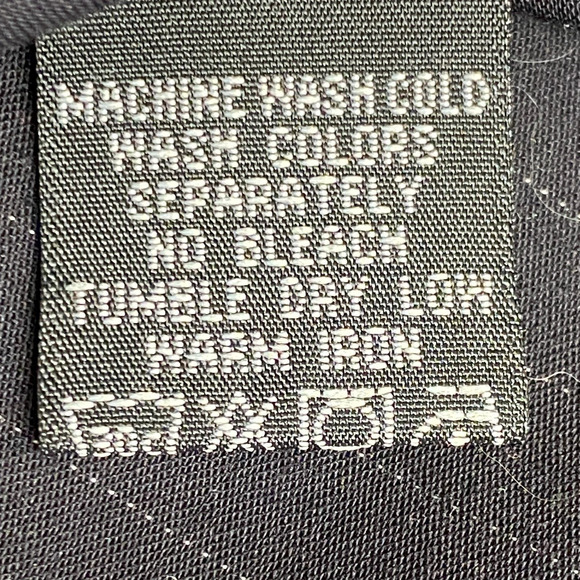 MACHINE WASH COLD
WASH COLORS
SEPARATELY
NO BLEACH
TUMBLE DRY LOW
WARM IRON